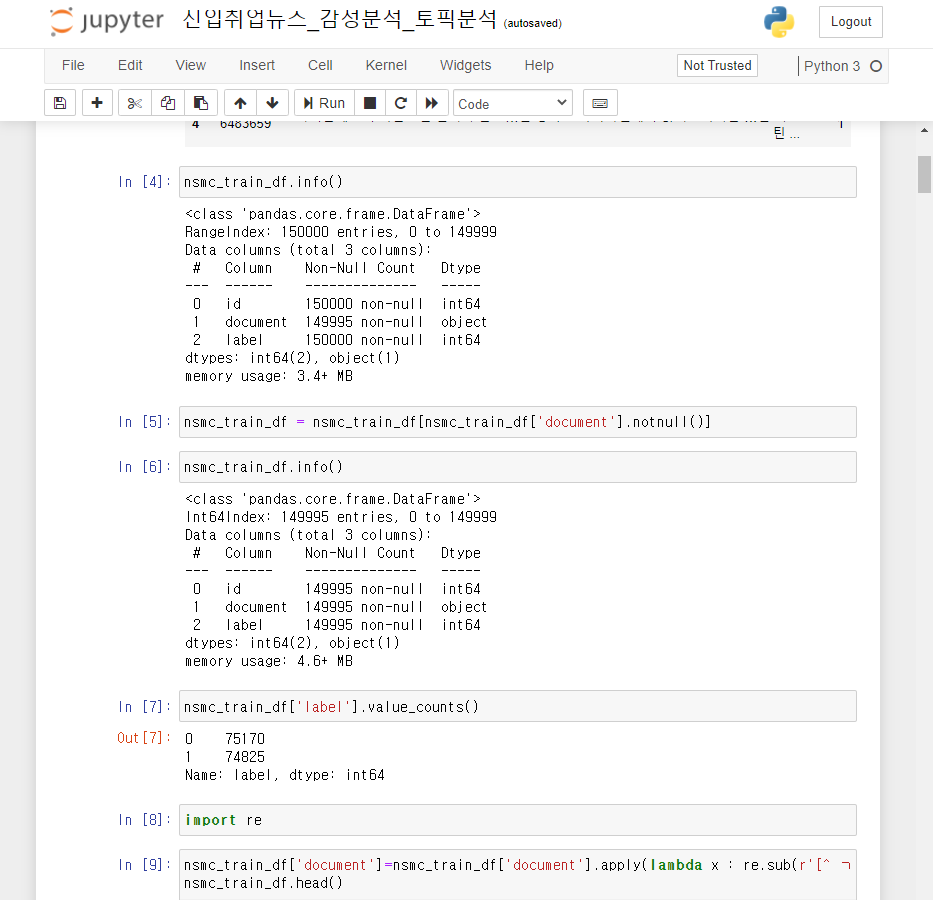 jupyter 신입취업뉴스_감성분석_토픽분석 (autosaved)
Logout
File Edit View Insert Cell Kernel Widgets Help Not Trusted Python 3
Run Code
4 6483659 1
틴 ...
In [4]: nsmc_train_df.info()
<class 'pandas.core.frame.DataFrame'>
RangeIndex: 150000 entries, 0 to 149999
Data columns (total 3 columns):
# Column Non-Null Count Dtype
--- ------ -------------- -----
0 id 150000 non-null int64
1 document 149995 non-null object
2 label 150000 non-null int64
dtypes: int64(2), object(1)
memory usage: 3.4+ MB
In [5]: nsmc_train_df = nsmc_train_df[nsmc_train_df['document'].notnull()]
In [6]: nsmc_train_df.info()
<class 'pandas.core.frame.DataFrame'>
Int64Index: 149995 entries, 0 to 149999
Data columns (total 3 columns):
# Column Non-Null Count Dtype
--- ------ -------------- -----
0 id 149995 non-null int64
1 document 149995 non-null object
2 label 149995 non-null int64
dtypes: int64(2), object(1)
memory usage: 4.6+ MB
In [7]: nsmc_train_df['label'].value_counts()
Out[7]: 0 75170
1 74825
Name: label, dtype: int64
In [8]: import re
In [9]: nsmc_train_df['document']=nsmc_train_df['document'].apply(lambda x : re.sub(r'[^ ㄱ
nsmc_train_df.head()